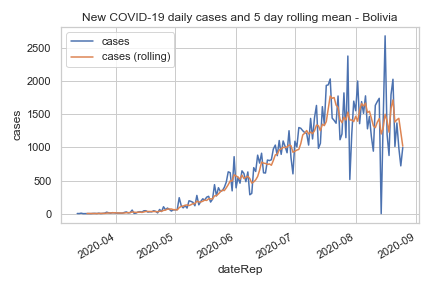 New COVID-19 daily cases and 5 day rolling mean - Bolivia
cases
cases (rolling)
2500
2000
1500
1000
500
0
cases
2020-04
2020-05
2020-06
2020-07
2020-08
2020-09
dateRep